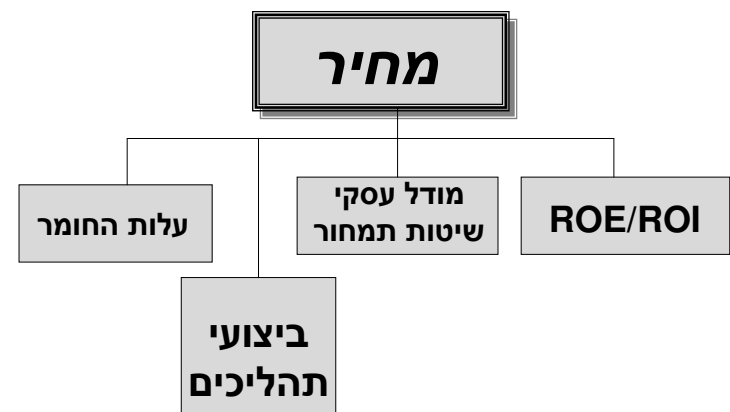 מחיר
ROE/ROI
מודל עסקי
שיטות תמחור
עלות החומר
ביצועי
תהליכים